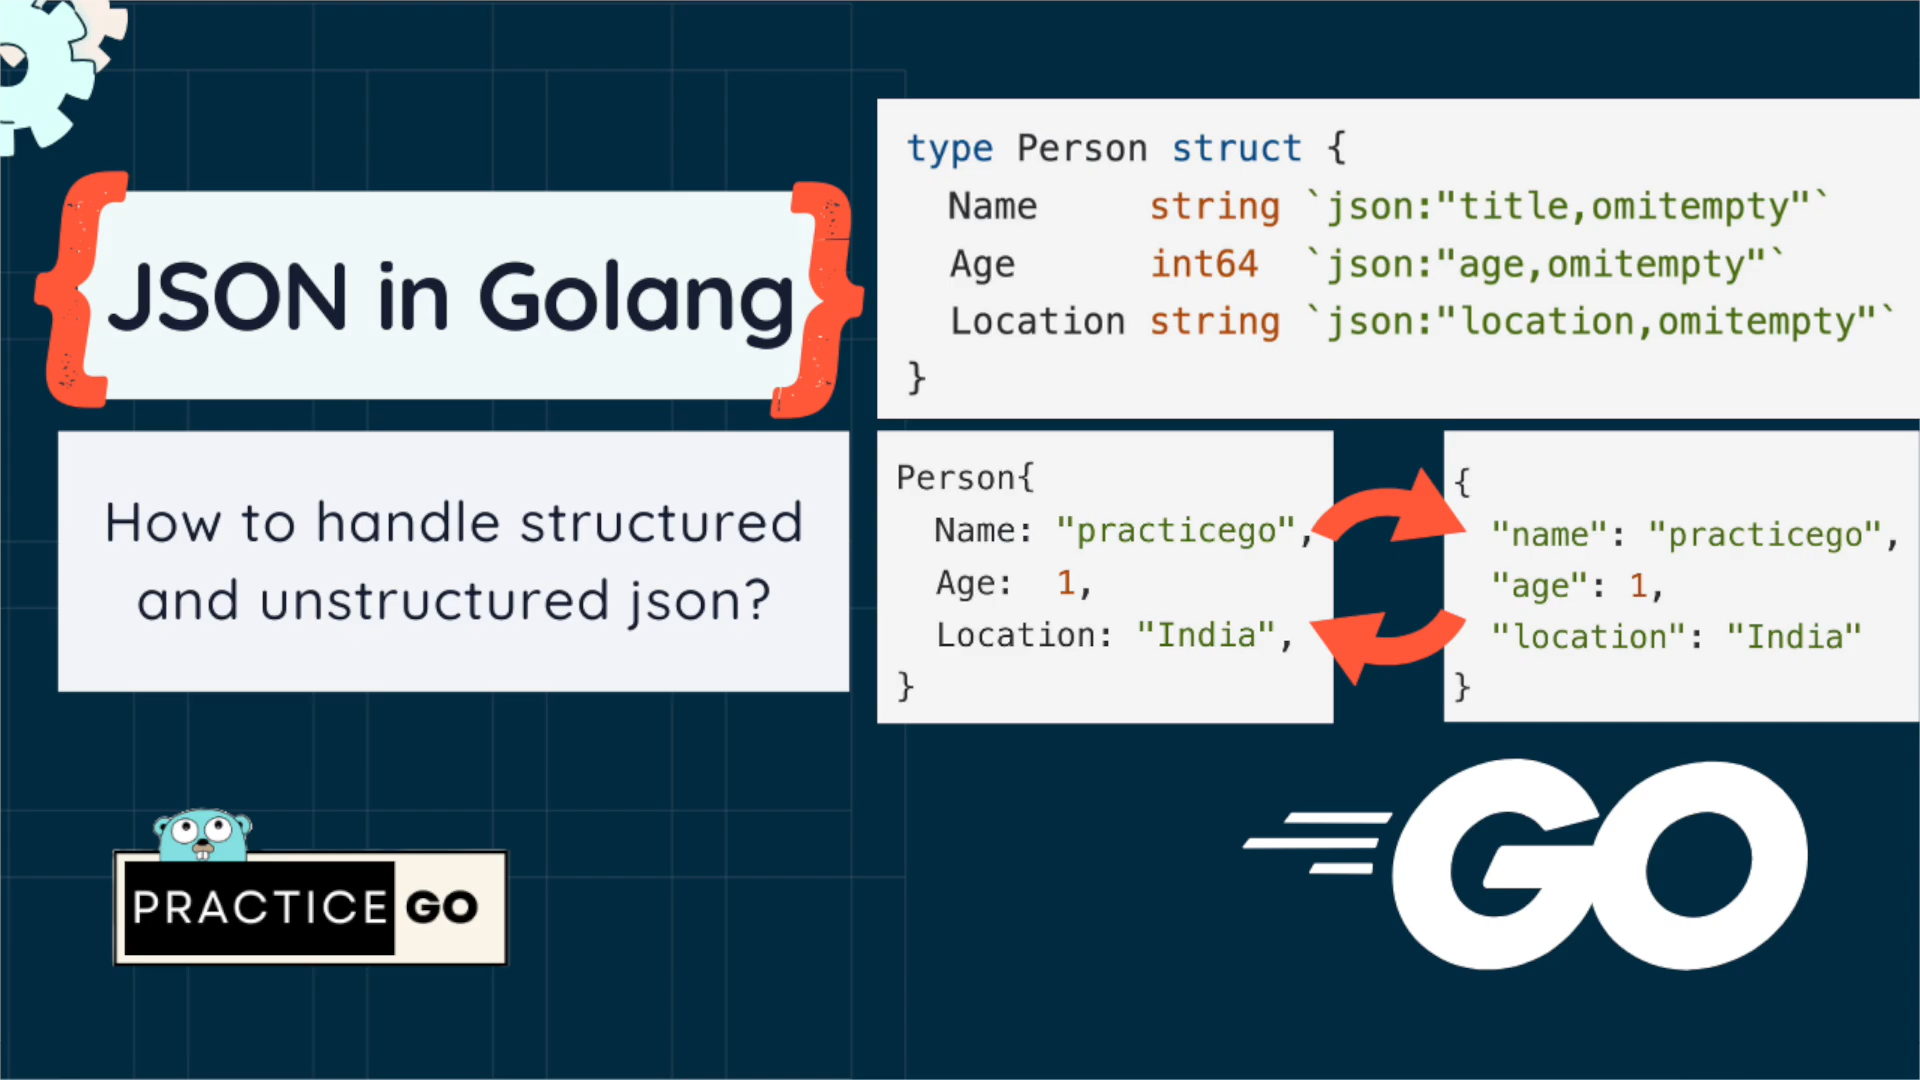 JSON in Golang
How to handle structured
and unstructured json?
type Person struct {
  Name     string `json:"title,omitempty"`
  Age      int64  `json:"age,omitempty"`
  Location string `json:"location,omitempty"`
}
Person{
  Name: "practicego",
  Age:  1,
  Location: "India",
}
{
  "name": "practicego",
  "age": 1,
  "location": "India"
}
PRACTICE GO
GO